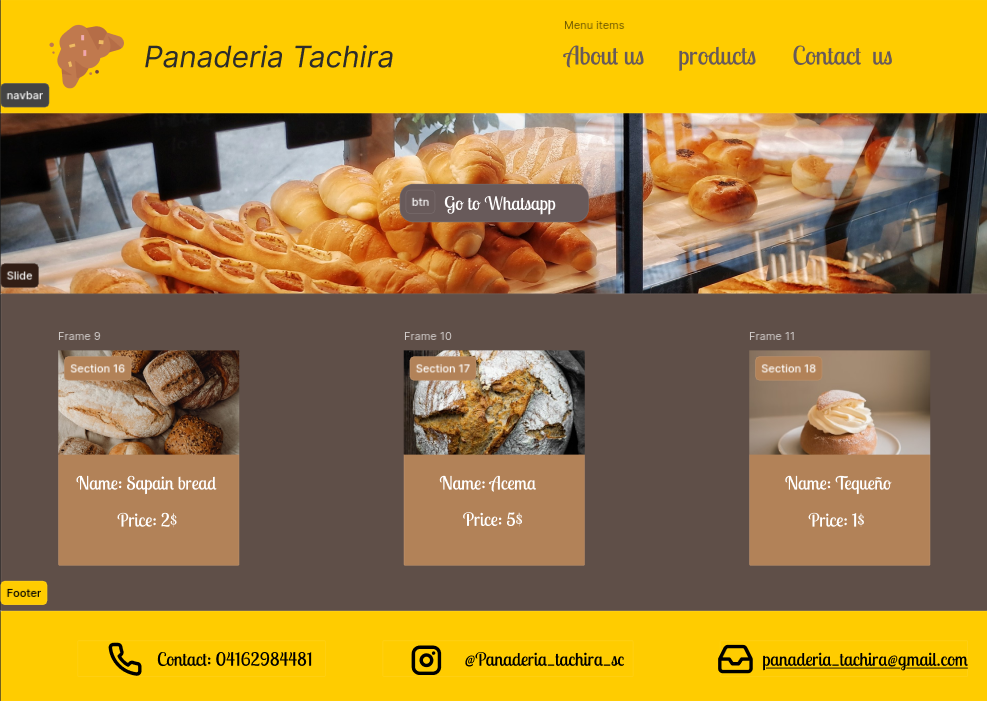 Menu items
Panaderia Tachira
About us products Contact us
navbar
btn Go to Whatsapp
Slide
Frame 9 Frame 10 Frame 11
Section 16 Section 17 Section 18
Name: Sapain bread Name: Acema Name: Tequeño
Price: 2$ Price: 5$ Price: 1$
Footer
Contact: 04162984481 @Panaderia_tachira_sc panaderia_tachira@gmail.com